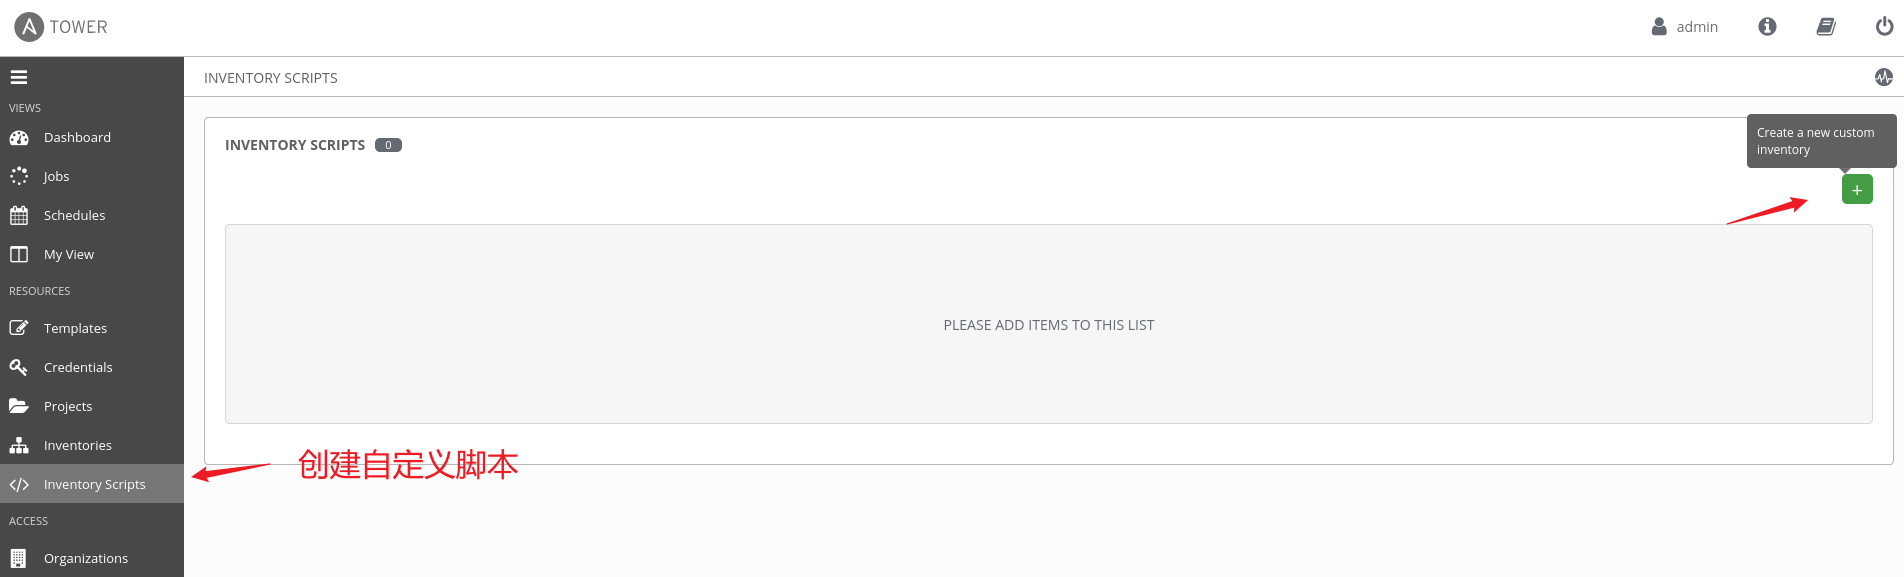 TOWER
admin
INVENTORY SCRIPTS
VIEWS
Dashboard
Jobs
Schedules
My View
RESOURCES
Templates
Credentials
Projects
Inventories
Inventory Scripts
ACCESS
Organizations
INVENTORY SCRIPTS 0
Create a new custom
inventory
+
PLEASE ADD ITEMS TO THIS LIST
创建自定义脚本